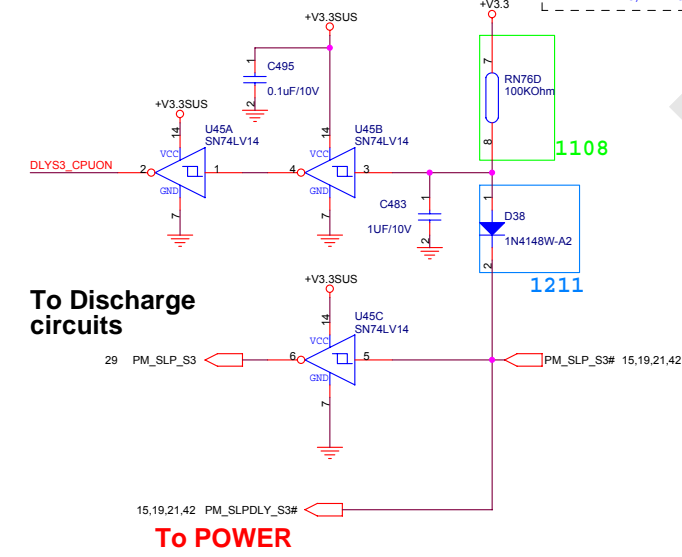 +V3.3SUS
+V3.3
1
C495
0.1uF/10V
2
7
RN76D
100KOhm
8
1108
+V3.3SUS
14
U45A
SN74LV14
VCC
DLYS3_CPUON
2
1
GND
7
14
U45B
SN74LV14
VCC
4
3
GND
7
1
C483
1UF/10V
2
1
D38
1N4148W-A2
2
1211
+V3.3SUS
To Discharge
circuits
14
U45C
SN74LV14
VCC
29 PM_SLP_S3
6
5
GND
7
PM_SLP_S3# 15,19,21,42
15,19,21,42 PM_SLPDLY_S3#
To POWER